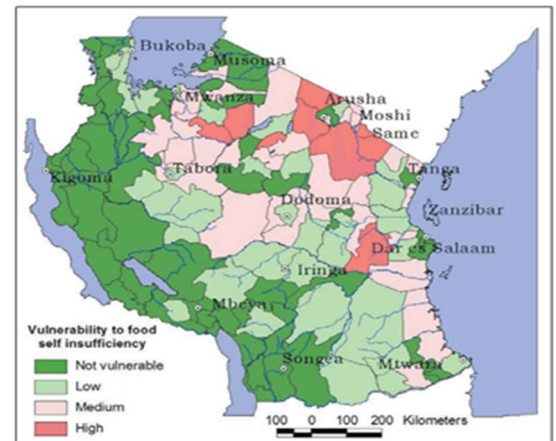 Bukoba
Musoma
Mwanza
Arusha
Moshi
Same
Kigoma
Tabora
Tanga
Dodoma
Zanzibar
Dar es Salaam
Iringa
Mbeya
Vulnerability to food
self insufficiency
Not vulnerable
Low
Medium
High
Songea
Mtwara
100 0 100 200 Kilometers